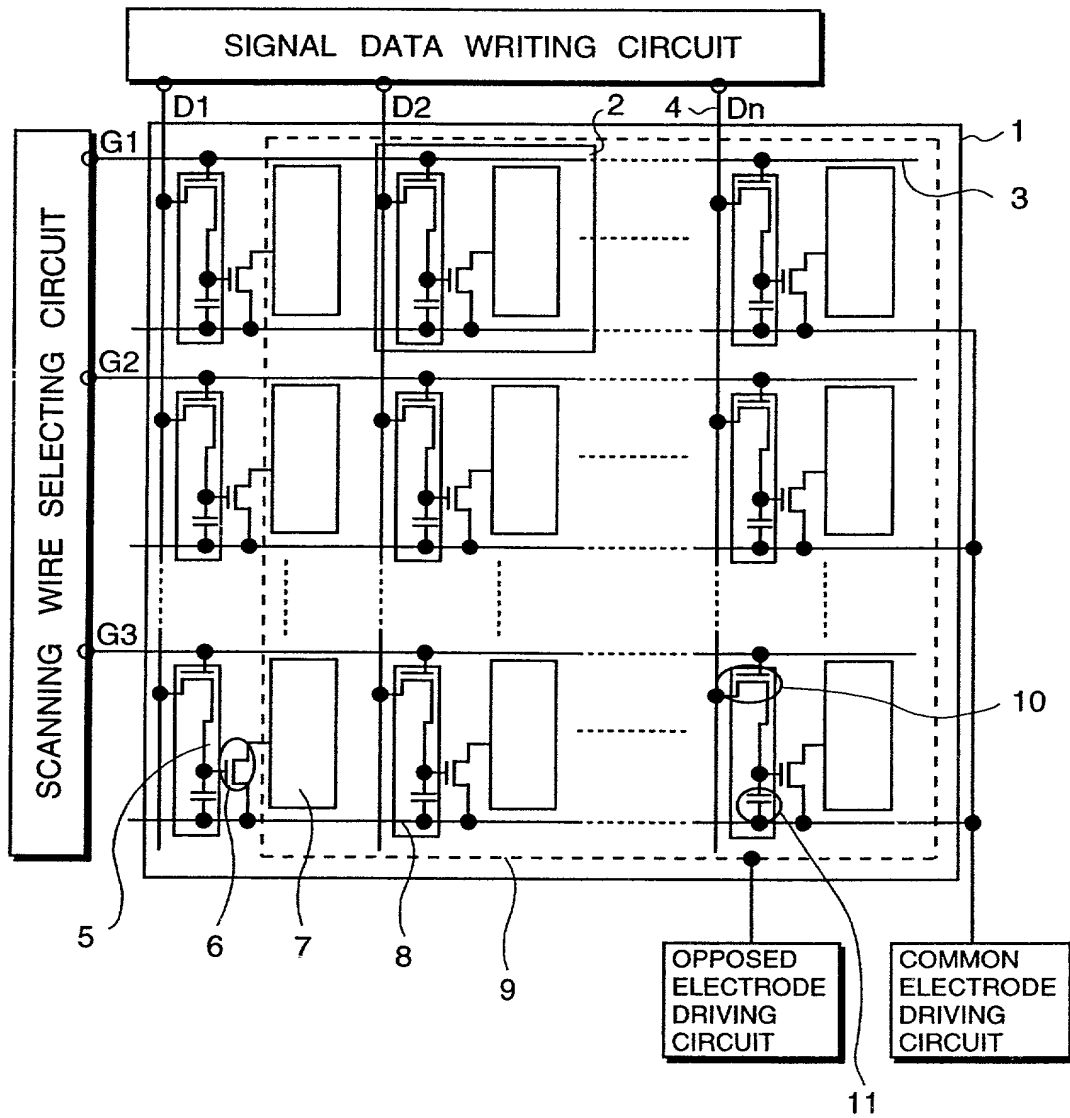 SIGNAL DATA WRITING CIRCUIT
D1
D2
4
Dn
2
1
G1
3
SCANNING WIRE SELECTING CIRCUIT
G2
G3
10
5
6
7
8
9
OPPOSED
ELECTRODE
DRIVING
CIRCUIT
COMMON
ELECTRODE
DRIVING
CIRCUIT
11